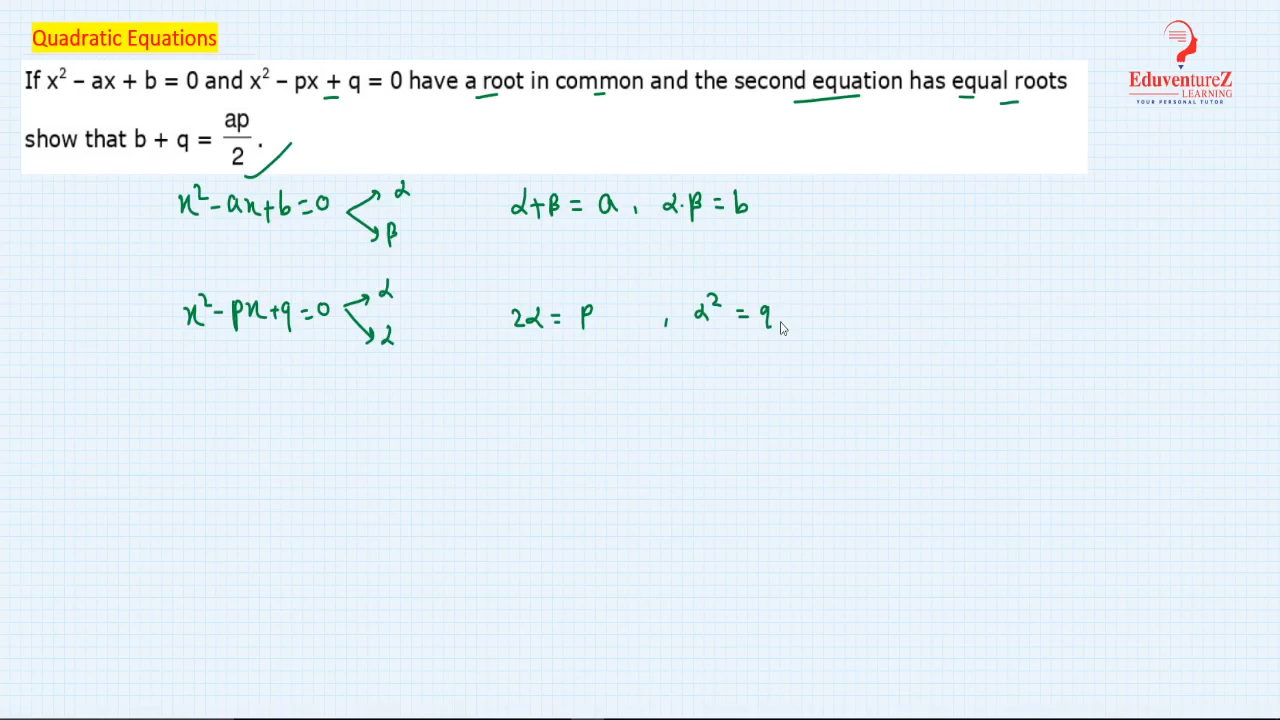 Quadratic Equations
EduventureZ
LEARNING
YOUR PERSONAL TUTOR
If x² – ax + b = 0 and x² – px + q = 0 have a root in common and the second equation has equal roots
show that b + q = ap/2 .
x² - ax + b = 0 α β α + β = a , α · β = b
x² - px + q = 0 α α 2α = p , α² = q